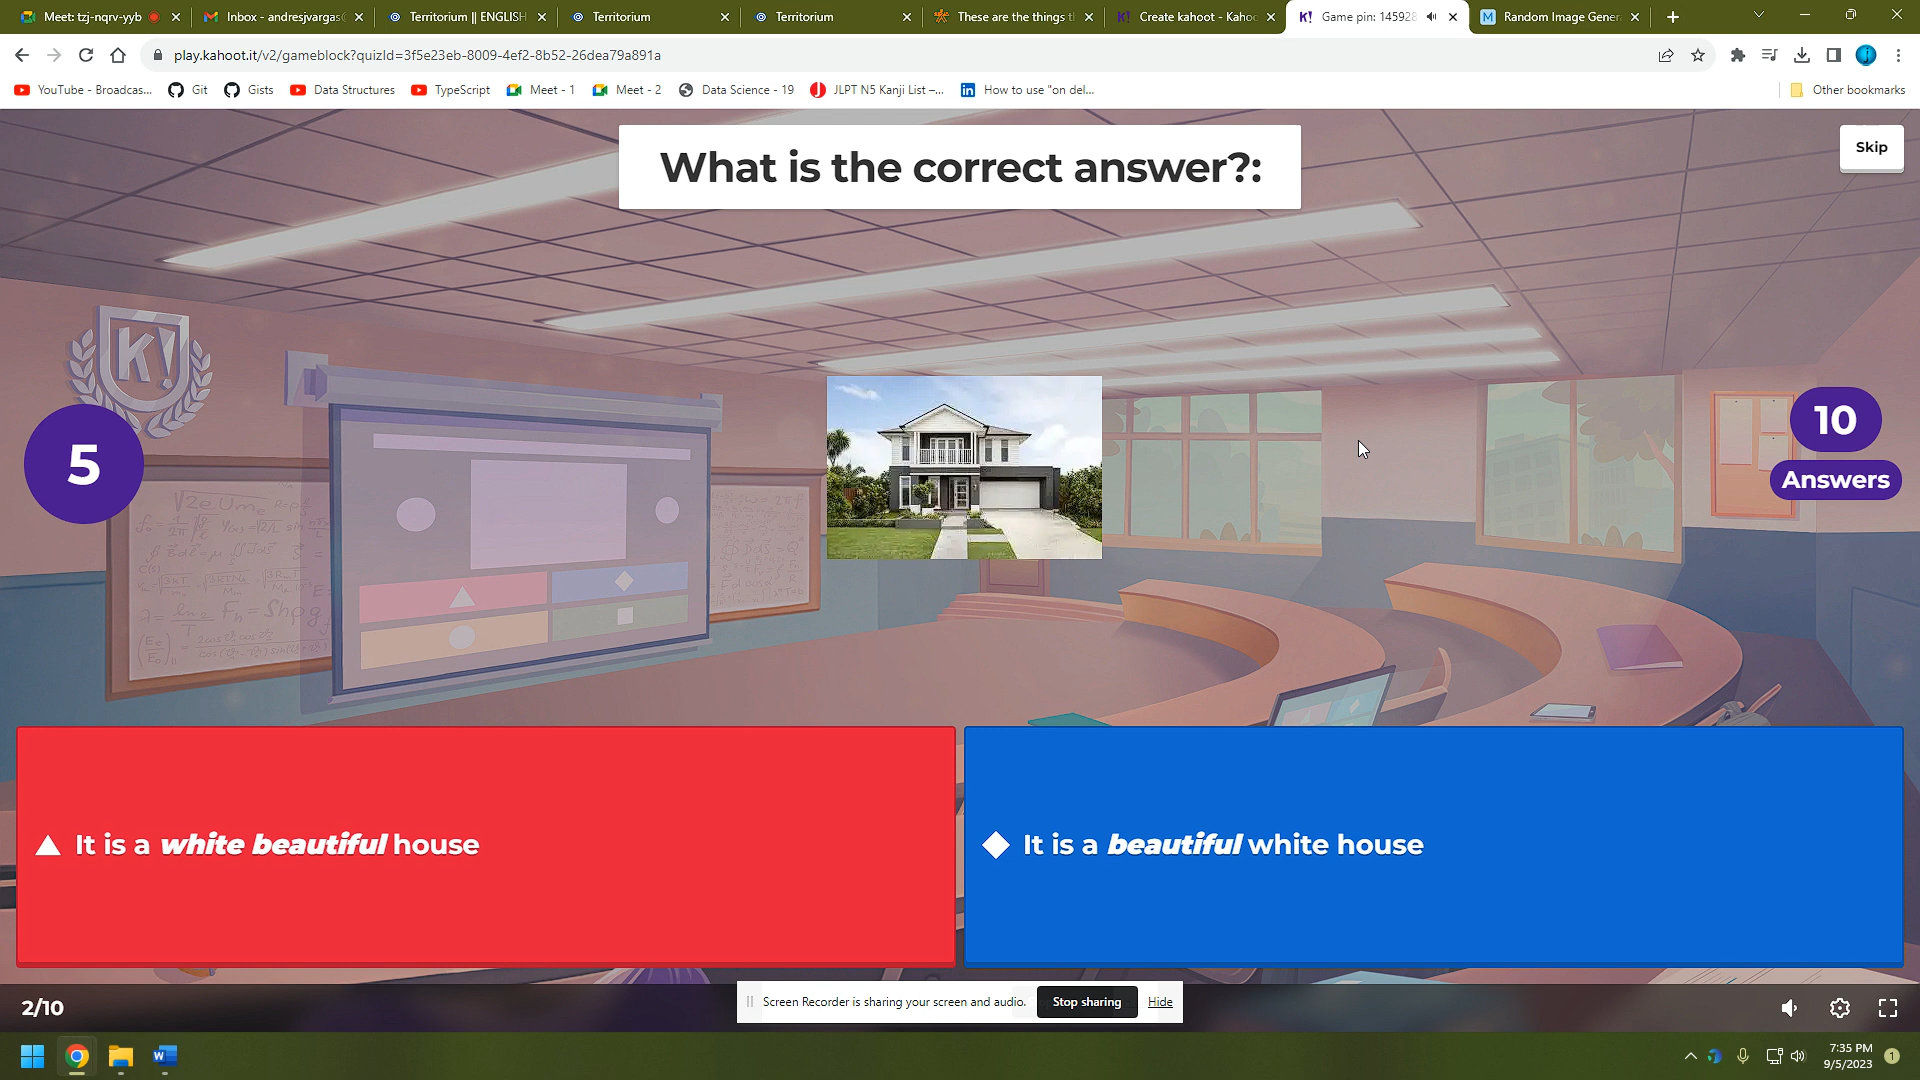 Meet: tzj-nqrv-yyb
Inbox - andresjvargas
Territorium || ENGLISH
Territorium
Territorium
These are the things t
Create kahoot - Kahoo
Game pin: 145928
Random Image Gener
play.kahoot.it/v2/gameblock?quizId=3f5e23eb-8009-4ef2-8b52-26dea79a891a
YouTube - Broadcas...
Git
Gists
Data Structures
TypeScript
Meet - 1
Meet - 2
Data Science - 19
JLPT N5 Kanji List –...
How to use "on del...
Other bookmarks
What is the correct answer?:
Skip
K!
5
10
Answers
It is a white beautiful house
It is a beautiful white house
2/10
Screen Recorder is sharing your screen and audio.
Stop sharing
Hide
7:35 PM
9/5/2023
1